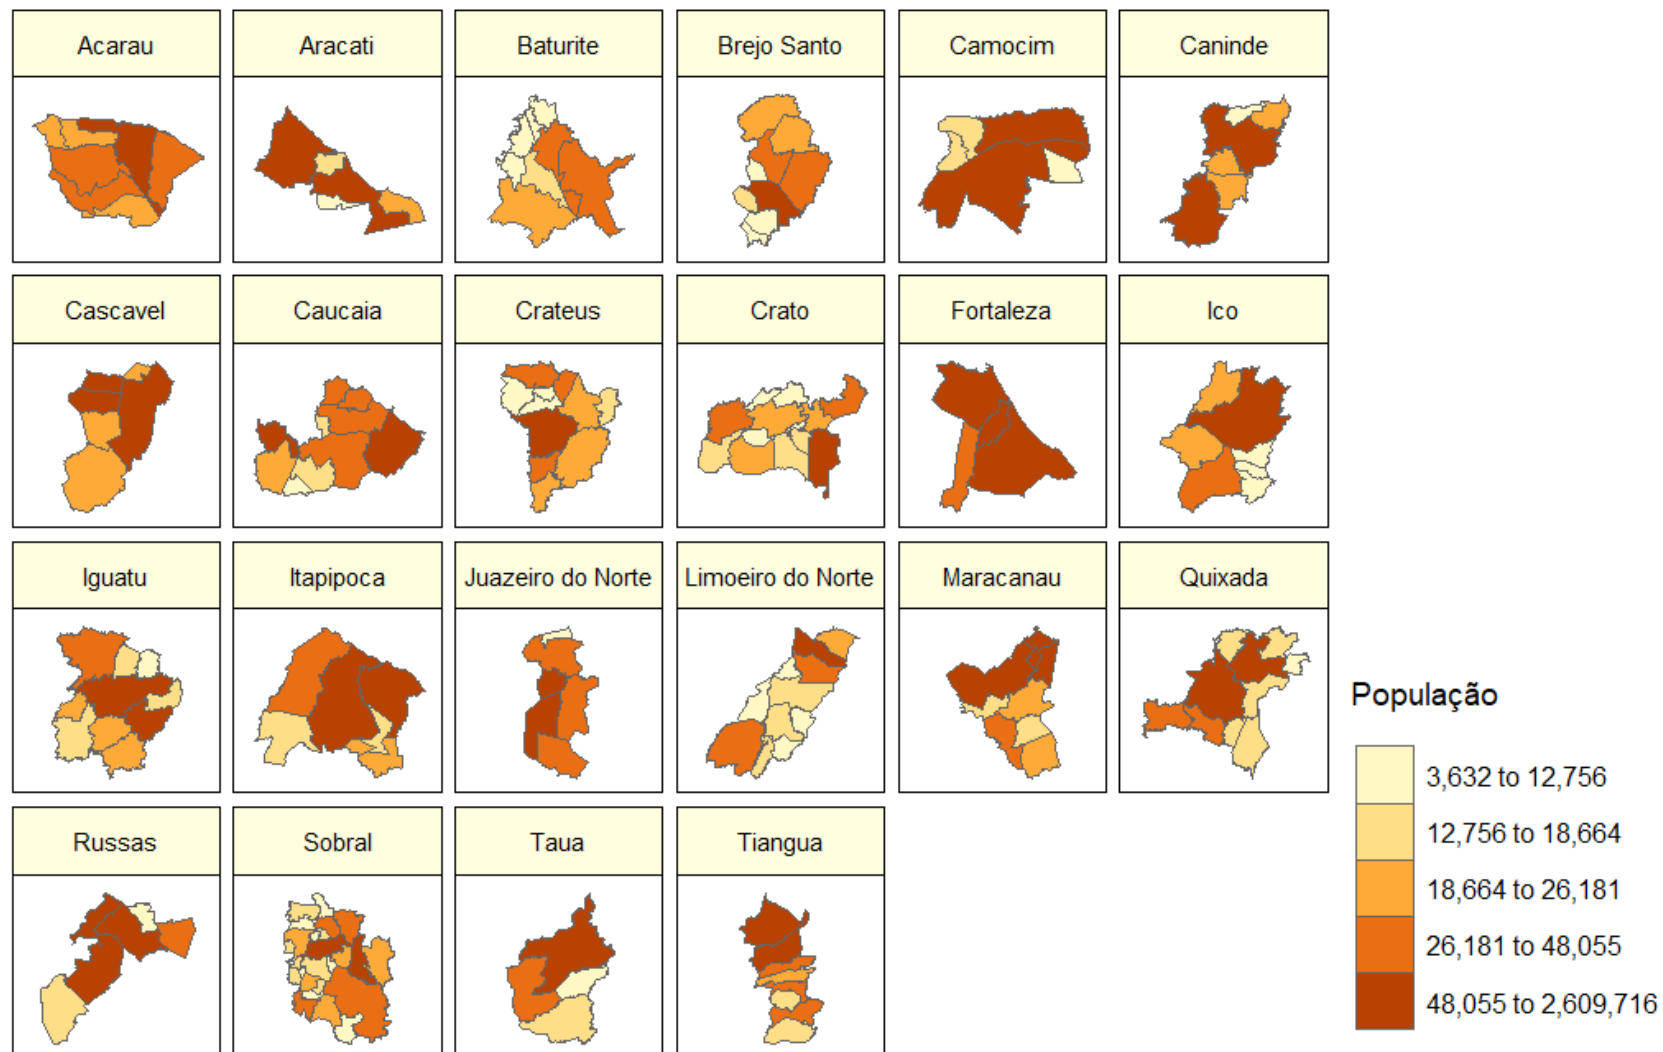 Acarau
Aracati
Baturite
Brejo Santo
Camocim
Caninde
Cascavel
Caucaia
Crateus
Crato
Fortaleza
Ico
Iguatu
Itapipoca
Juazeiro do Norte
Limoeiro do Norte
Maracanau
Quixada
Russas
Sobral
Taua
Tiangua
População
3,632 to 12,756
12,756 to 18,664
18,664 to 26,181
26,181 to 48,055
48,055 to 2,609,716